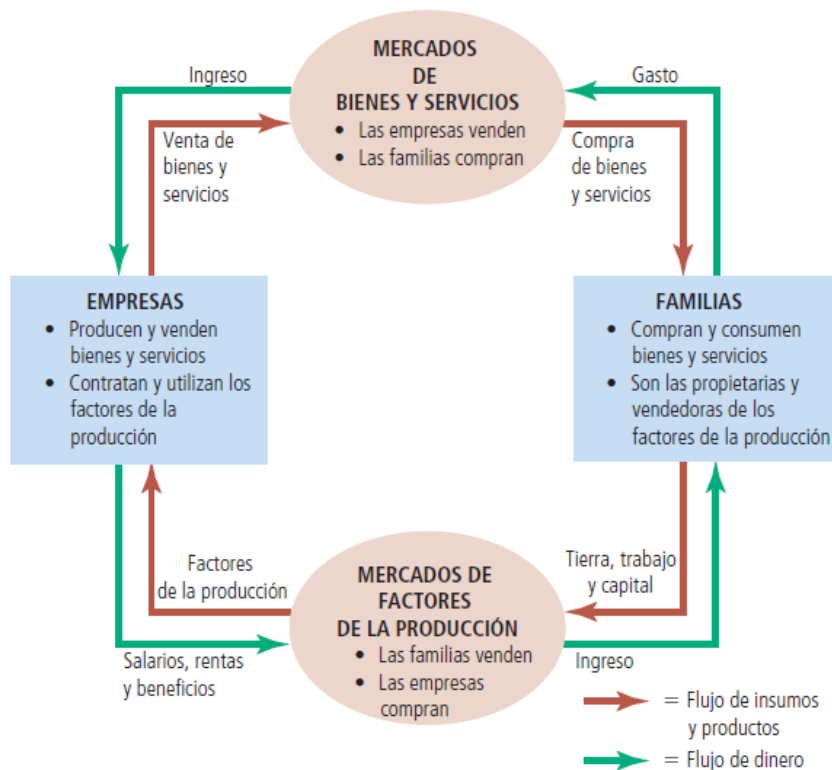 MERCADOS
DE
BIENES Y SERVICIOS
• Las empresas venden
• Las familias compran
Ingreso
Gasto
Venta de
bienes y
servicios
Compra
de bienes
y servicios
EMPRESAS
• Producen y venden
bienes y servicios
• Contratan y utilizan los
factores de la
producción
FAMILIAS
• Compran y consumen
bienes y servicios
• Son las propietarias y
vendedoras de los
factores de la producción
Factores
de la producción
Tierra, trabajo
y capital
MERCADOS DE
FACTORES
DE LA PRODUCCIÓN
• Las familias venden
• Las empresas
compran
Salarios, rentas
y beneficios
Ingreso
= Flujo de insumos
y productos
= Flujo de dinero